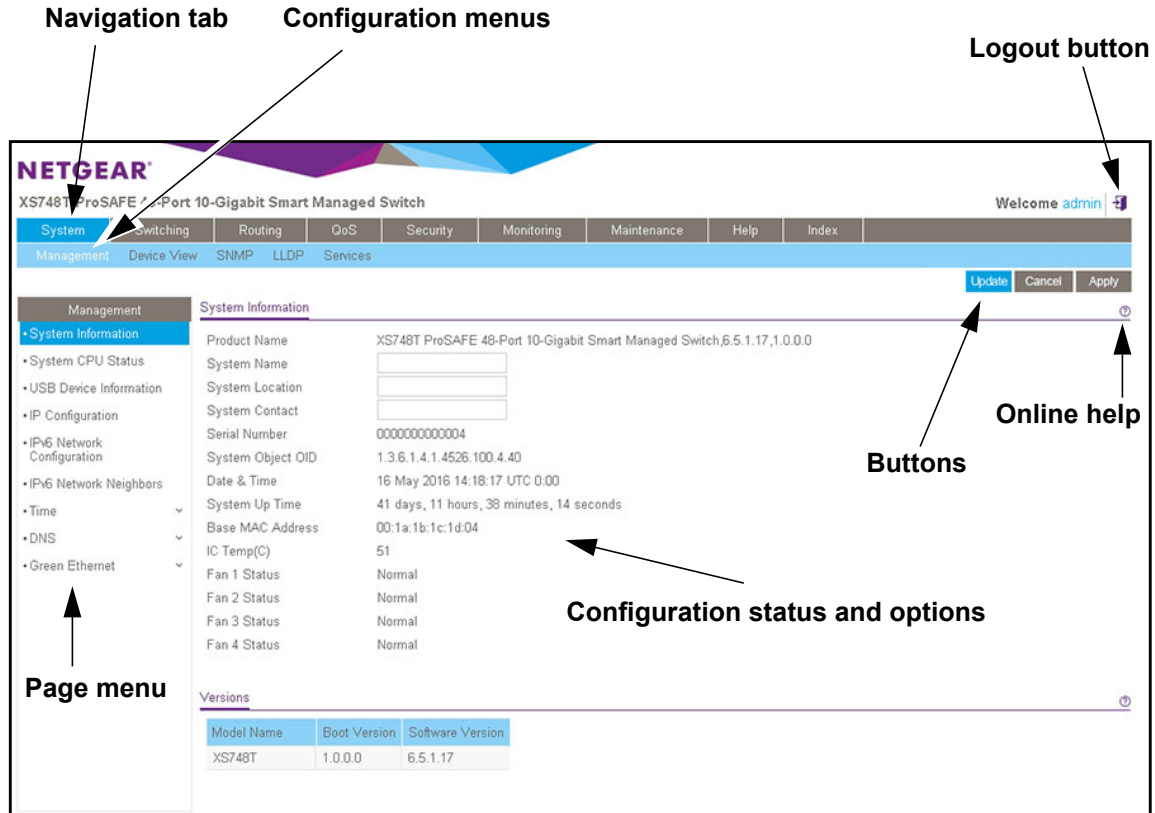 Navigation tab
Configuration menus
Logout button
NETGEAR®
XS748T ProSAFE 48-Port 10-Gigabit Smart Managed Switch
Welcome admin
System Switching Routing QoS Security Monitoring Maintenance Help Index
Management Device View SNMP LLDP Services
Update Cancel Apply
Management
System Information
• System Information
• System CPU Status
• USB Device Information
• IP Configuration
• IPv6 Network
Configuration
• IPv6 Network Neighbors
• Time
• DNS
• Green Ethernet
Product Name XS748T ProSAFE 48-Port 10-Gigabit Smart Managed Switch,6.5.1.17,1.0.0.0
System Name
System Location
System Contact
Serial Number 0000000000004
System Object OID 1.3.6.1.4.1.4526.100.4.40
Date & Time 16 May 2016 14:18:17 UTC 0:00
System Up Time 41 days, 11 hours, 38 minutes, 14 seconds
Base MAC Address 00:1a:1b:1c:1d:04
IC Temp(C) 51
Fan 1 Status Normal
Fan 2 Status Normal
Fan 3 Status Normal
Fan 4 Status Normal
Online help
Buttons
Configuration status and options
Page menu
Versions
Model Name Boot Version Software Version
XS748T 1.0.0.0 6.5.1.17